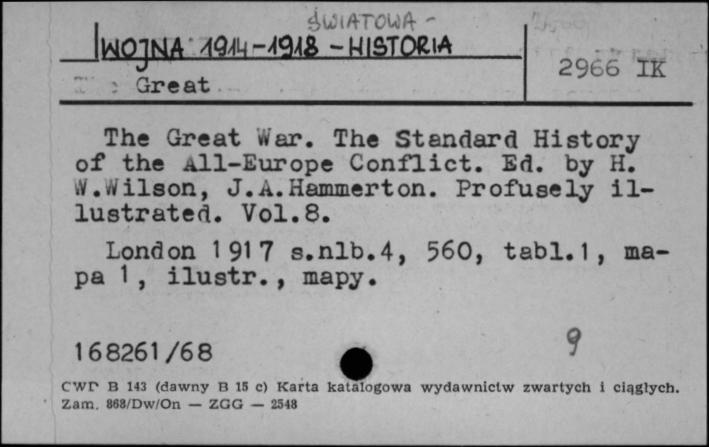 ŚWIATOWA -
WOJNA 1914-1918 - HISTORIA
2966 IK
The Great
The Great War. The Standard History
of the All-Europe Conflict. Ed. by H.
W.Wilson, J.A.Hammerton. Profusely il-
lustrated. Vol.8.
London 1917 s.nlb.4, 560, tabl.1, ma-
pa 1, ilustr., mapy.
168261/68
9
CWD B 143 (dawny B 15 c) Karta katalogowa wydawnictw zwartych i ciągłych.
Zam. 868/Dw/On — ZGG — 2548